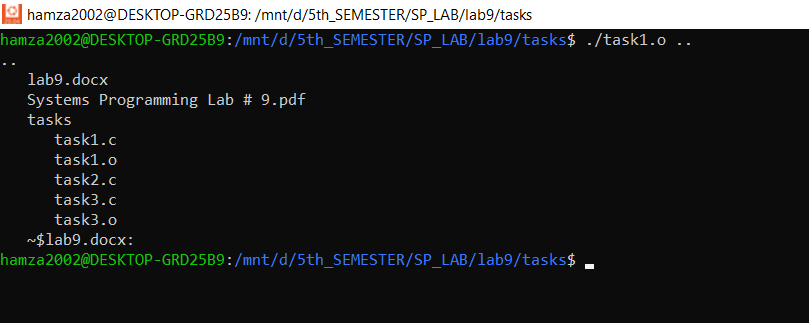 hamza2002@DESKTOP-GRD25B9: /mnt/d/5th_SEMESTER/SP_LAB/lab9/tasks
hamza2002@DESKTOP-GRD25B9:/mnt/d/5th_SEMESTER/SP_LAB/lab9/tasks$ ./task1.o ..
..
   lab9.docx
   Systems Programming Lab # 9.pdf
   tasks
      task1.c
      task1.o
      task2.c
      task3.c
      task3.o
   ~$lab9.docx:
hamza2002@DESKTOP-GRD25B9:/mnt/d/5th_SEMESTER/SP_LAB/lab9/tasks$